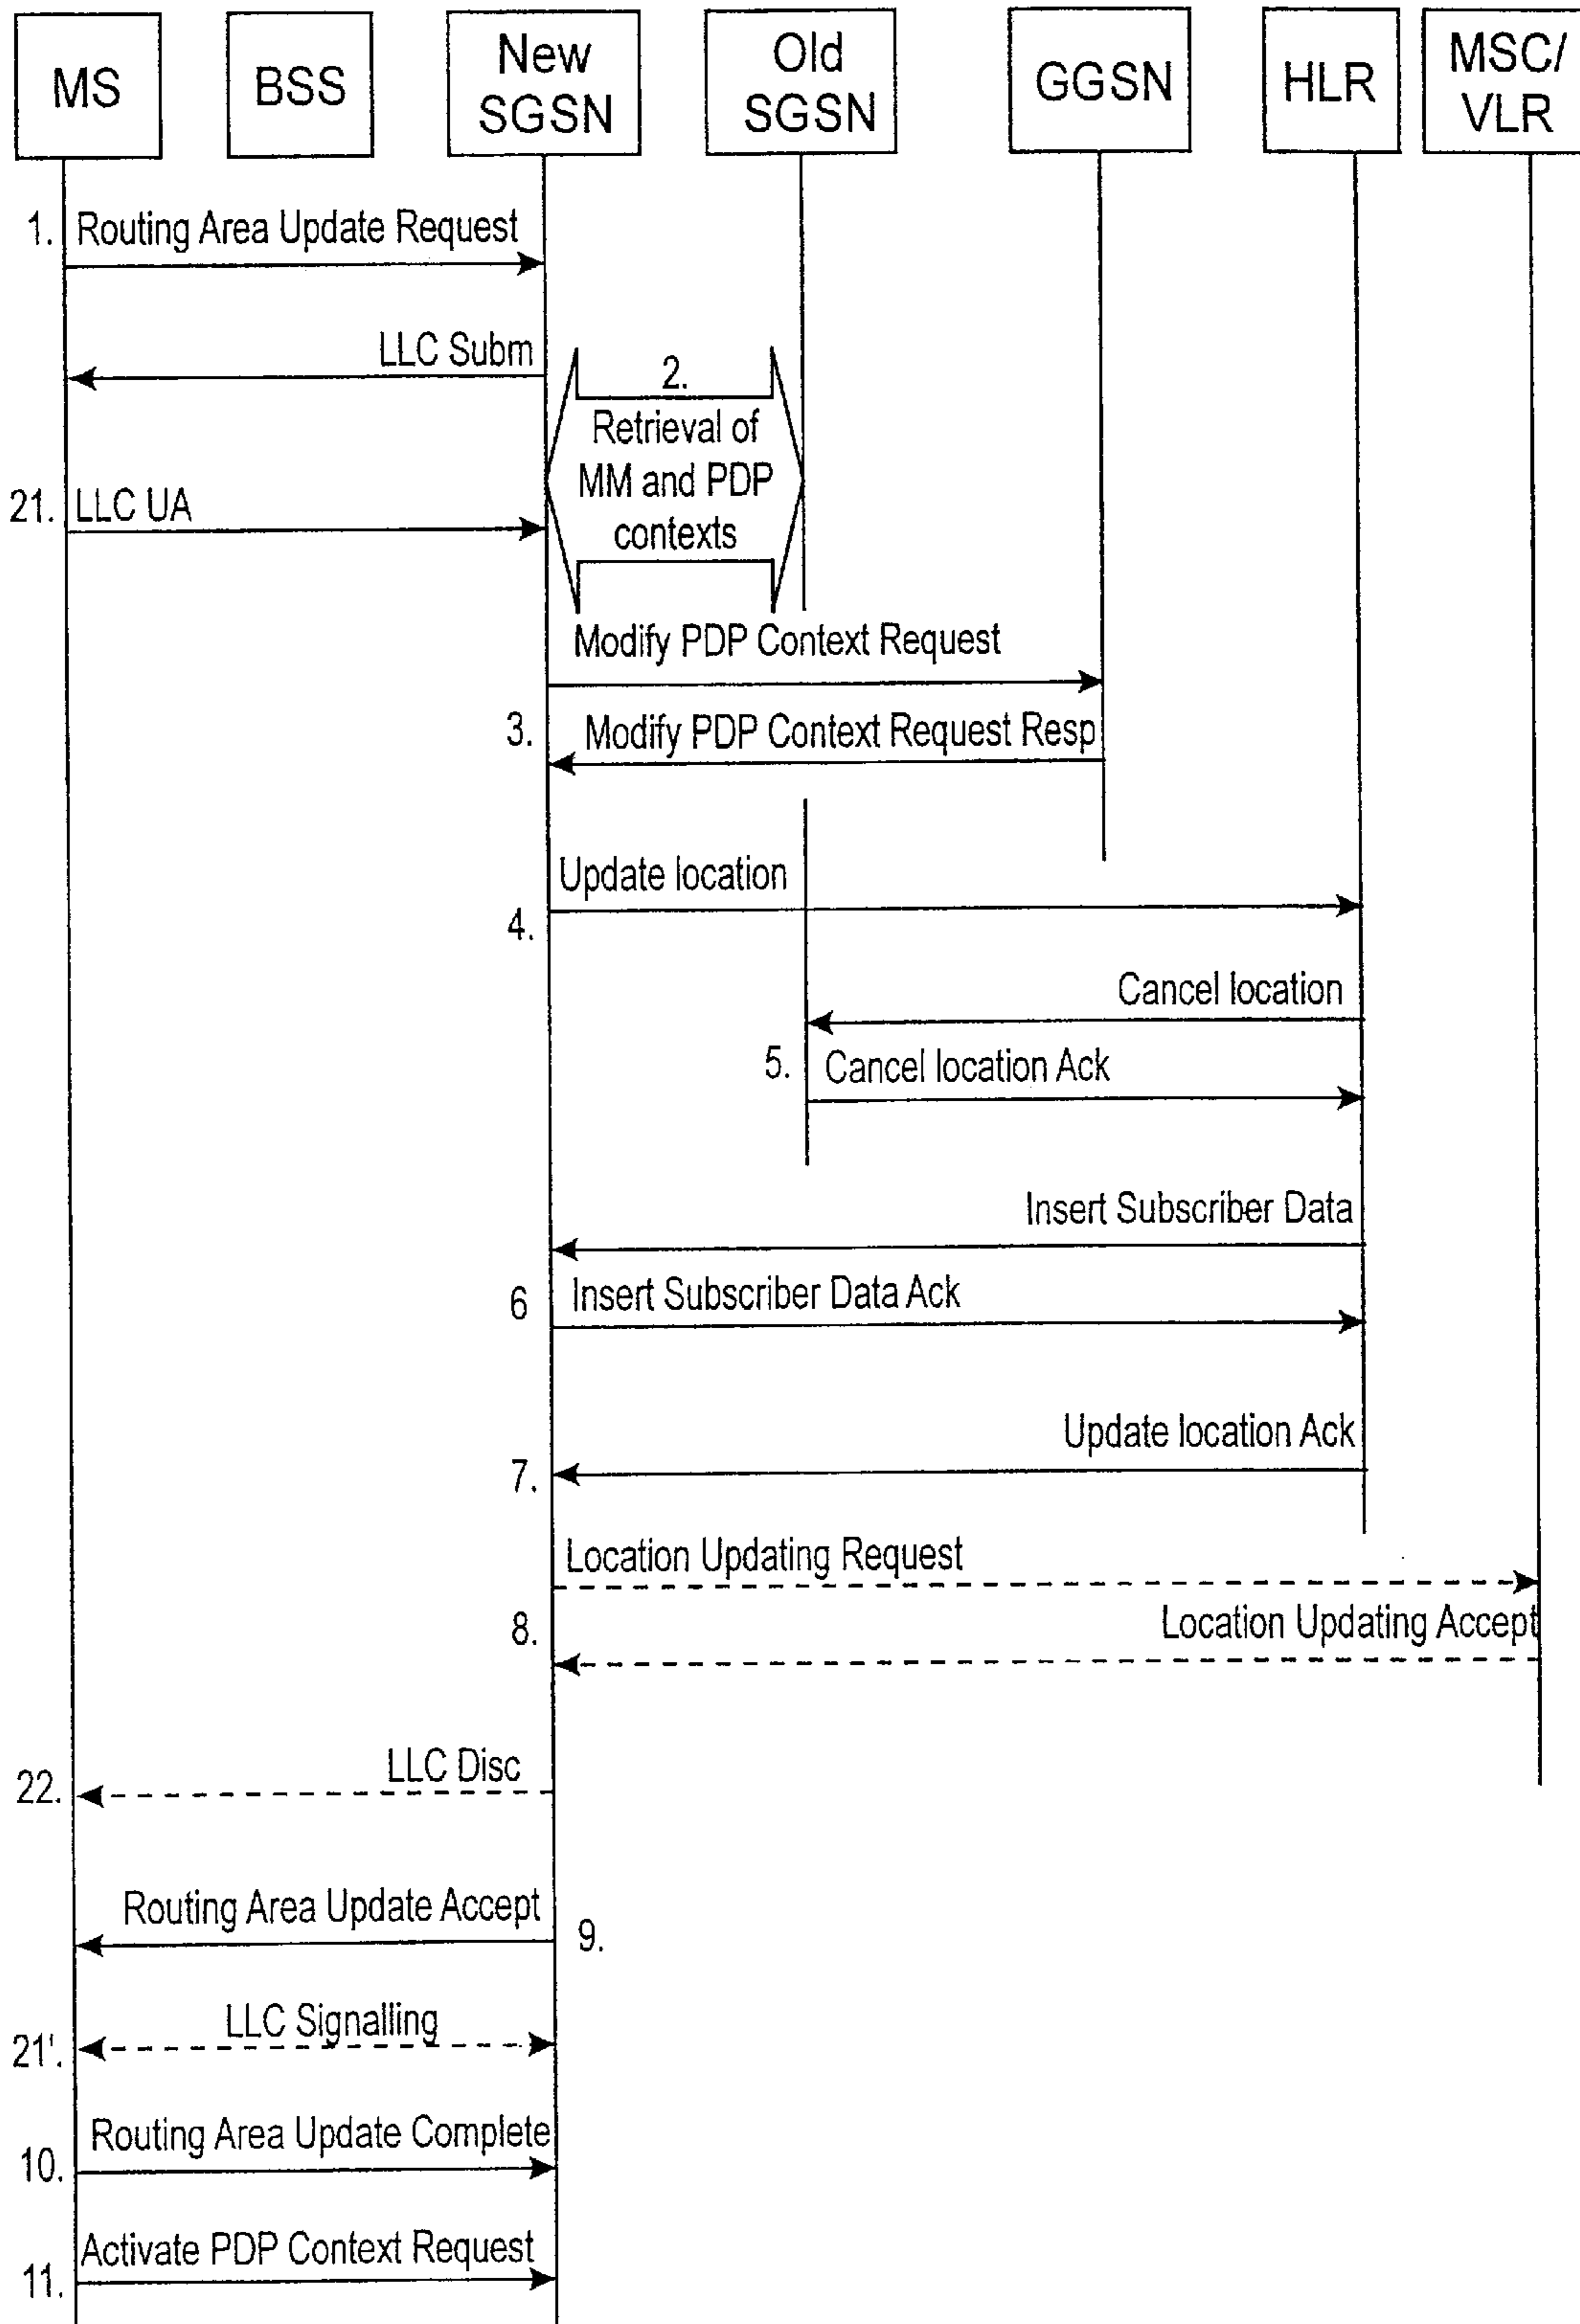 MS
BSS
New
SGSN
Old
SGSN
GGSN
HLR
MSC/
VLR
1. Routing Area Update Request
LLC Subm
2.
Retrieval of
MM and PDP
contexts
21. LLC UA
Modify PDP Context Request
3. Modify PDP Context Request Resp
Update location
4.
Cancel location
5. Cancel location Ack
Insert Subscriber Data
6 Insert Subscriber Data Ack
Update location Ack
7.
Location Updating Request
8. Location Updating Accept
LLC Disc
22.
Routing Area Update Accept
9.
LLC Signalling
21'.
Routing Area Update Complete
10.
Activate PDP Context Request
11.